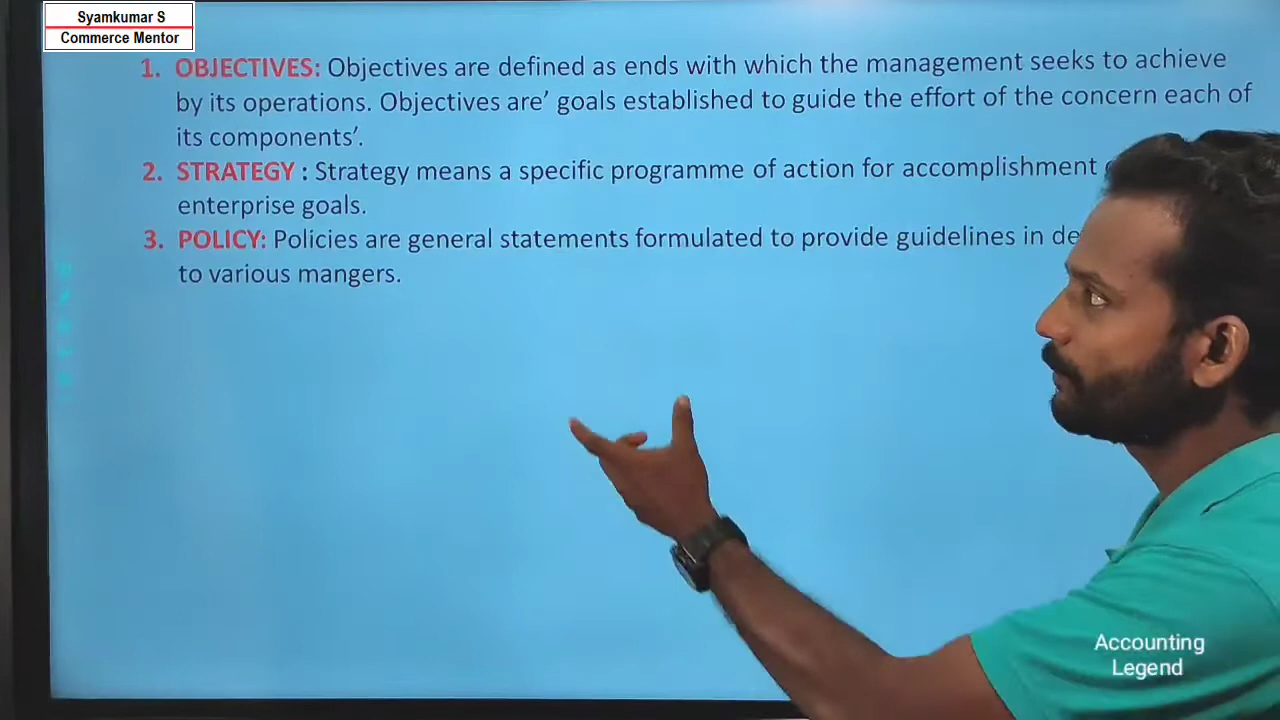 Syamkumar S
Commerce Mentor
1. OBJECTIVES: Objectives are defined as ends with which the management seeks to achieve
by its operations. Objectives are’ goals established to guide the effort of the concern each of
its components’.
2. STRATEGY : Strategy means a specific programme of action for accomplishment
enterprise goals.
3. POLICY: Policies are general statements formulated to provide guidelines in
to various mangers.
Accounting
Legend